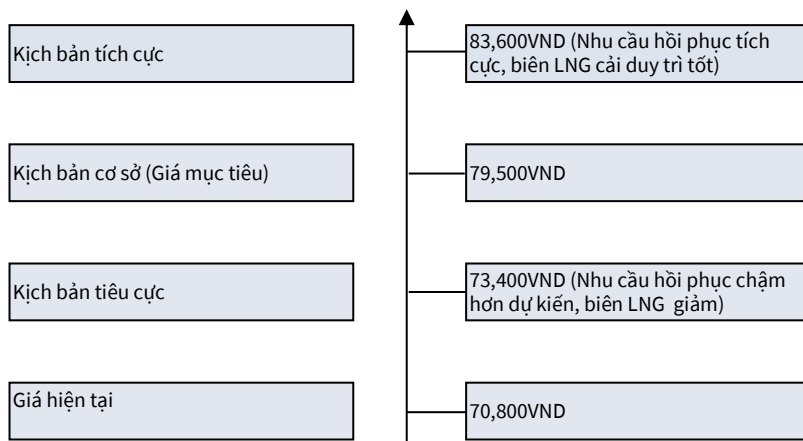 Kịch bản tích cực
83,600VND (Nhu cầu hồi phục tích
cực, biên LNG cải duy trì tốt)
Kịch bản cơ sở (Giá mục tiêu)
79,500VND
Kịch bản tiêu cực
73,400VND (Nhu cầu hồi phục chậm
hơn dự kiến, biên LNG giảm)
Giá hiện tại
70,800VND